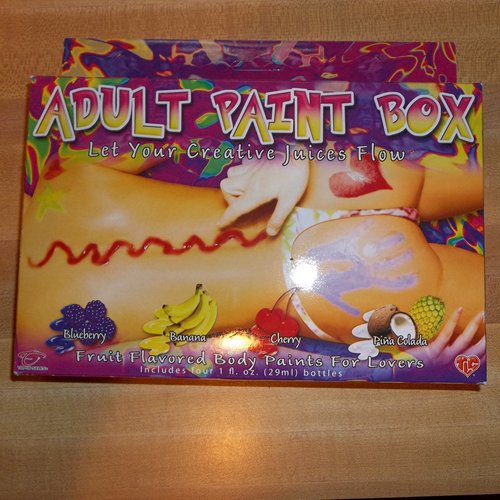 ADULT PAINT BOX
Let Your Creative Juices Flow
Blueberry
Banana
Cherry
Pina Colada
Fruit Flavored Body Paints For Lovers
Includes four 1 fl. oz. (29ml) bottles
TLC